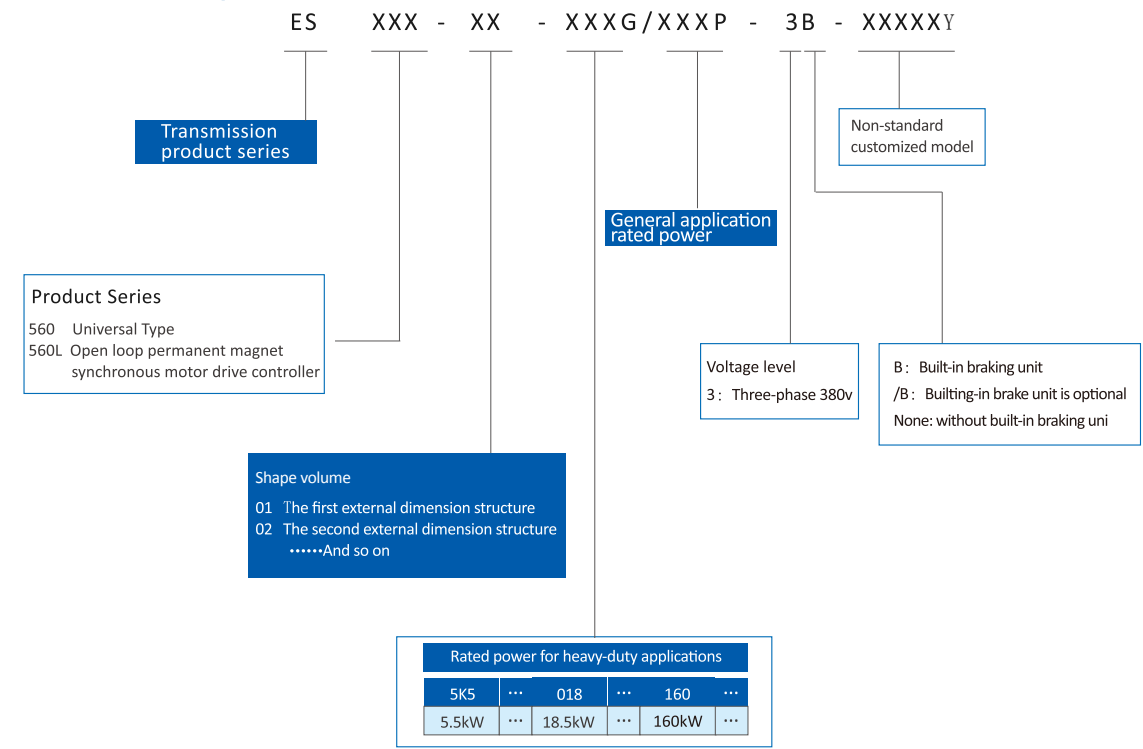 ES XXX - XX - XXXG/XXXP - 3B - XXXXXY
Transmission
product series
Non-standard
customized model
General application
rated power
Product Series
560 Universal Type
560L Open loop permanent magnet
synchronous motor drive controller
Voltage level
3： Three-phase 380v
B： Built-in braking unit
/B： Builting-in brake unit is optional
None: without built-in braking uni
Shape volume
01 The first external dimension structure
02 The second external dimension structure
······And so on
Rated power for heavy-duty applications
5K5 ··· 018 ··· 160 ···
5.5kW ··· 18.5kW ··· 160kW ···